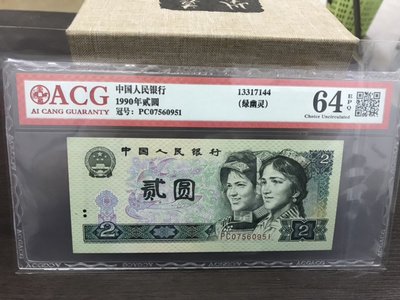 ACG
AI CANG GUARANTY
中国人民银行
1990年贰圆
冠号: PC07560951
13317144
(绿幽灵)
64
EPQ
Choice Uncirculated
中国人民银行
贰圆
2
2
2
PC07560951